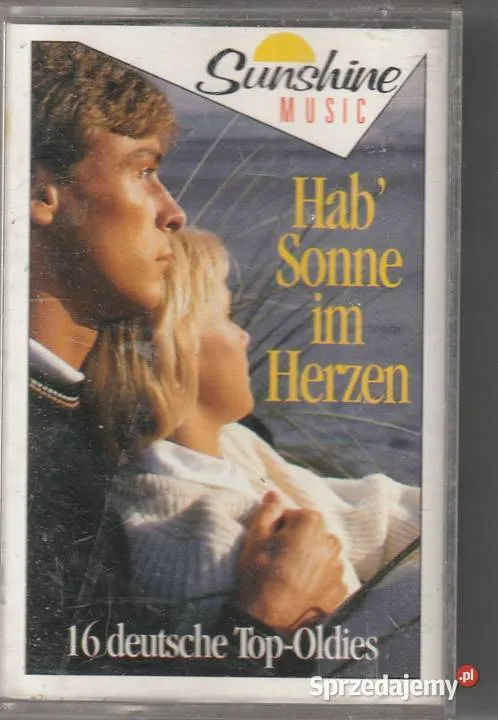 Sunshine
MUSIC
Hab'
Sonne
im
Herzen
16 deutsche Top-Oldies
Sprzedajemy.pl